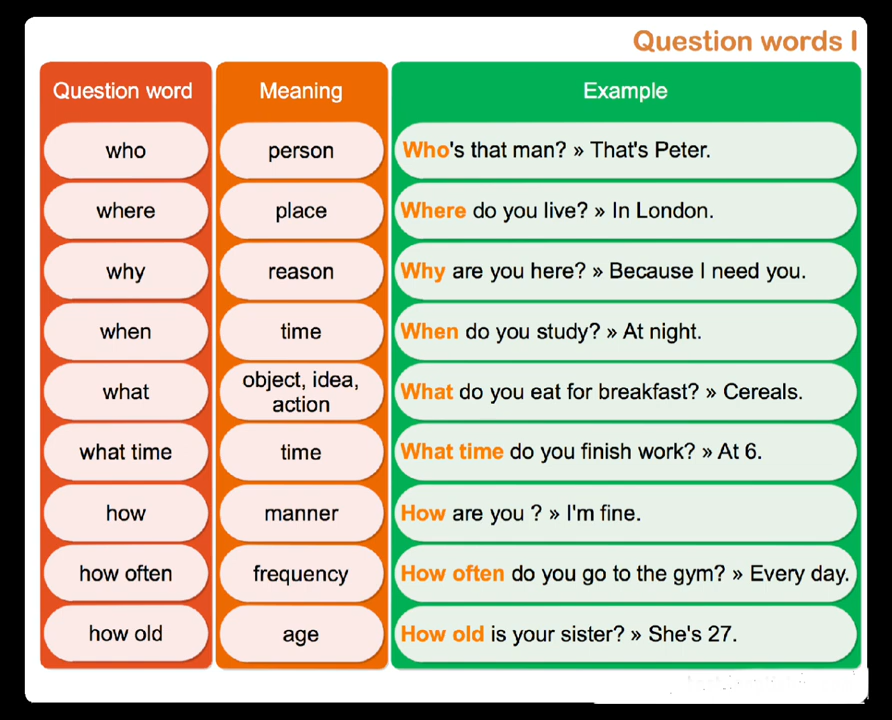 Question words I
Question word Meaning Example
who person Who's that man? » That's Peter.
where place Where do you live? » In London.
why reason Why are you here? » Because I need you.
when time When do you study? » At night.
what object, idea, action What do you eat for breakfast? » Cereals.
what time time What time do you finish work? » At 6.
how manner How are you ? » I'm fine.
how often frequency How often do you go to the gym? » Every day.
how old age How old is your sister? » She's 27.